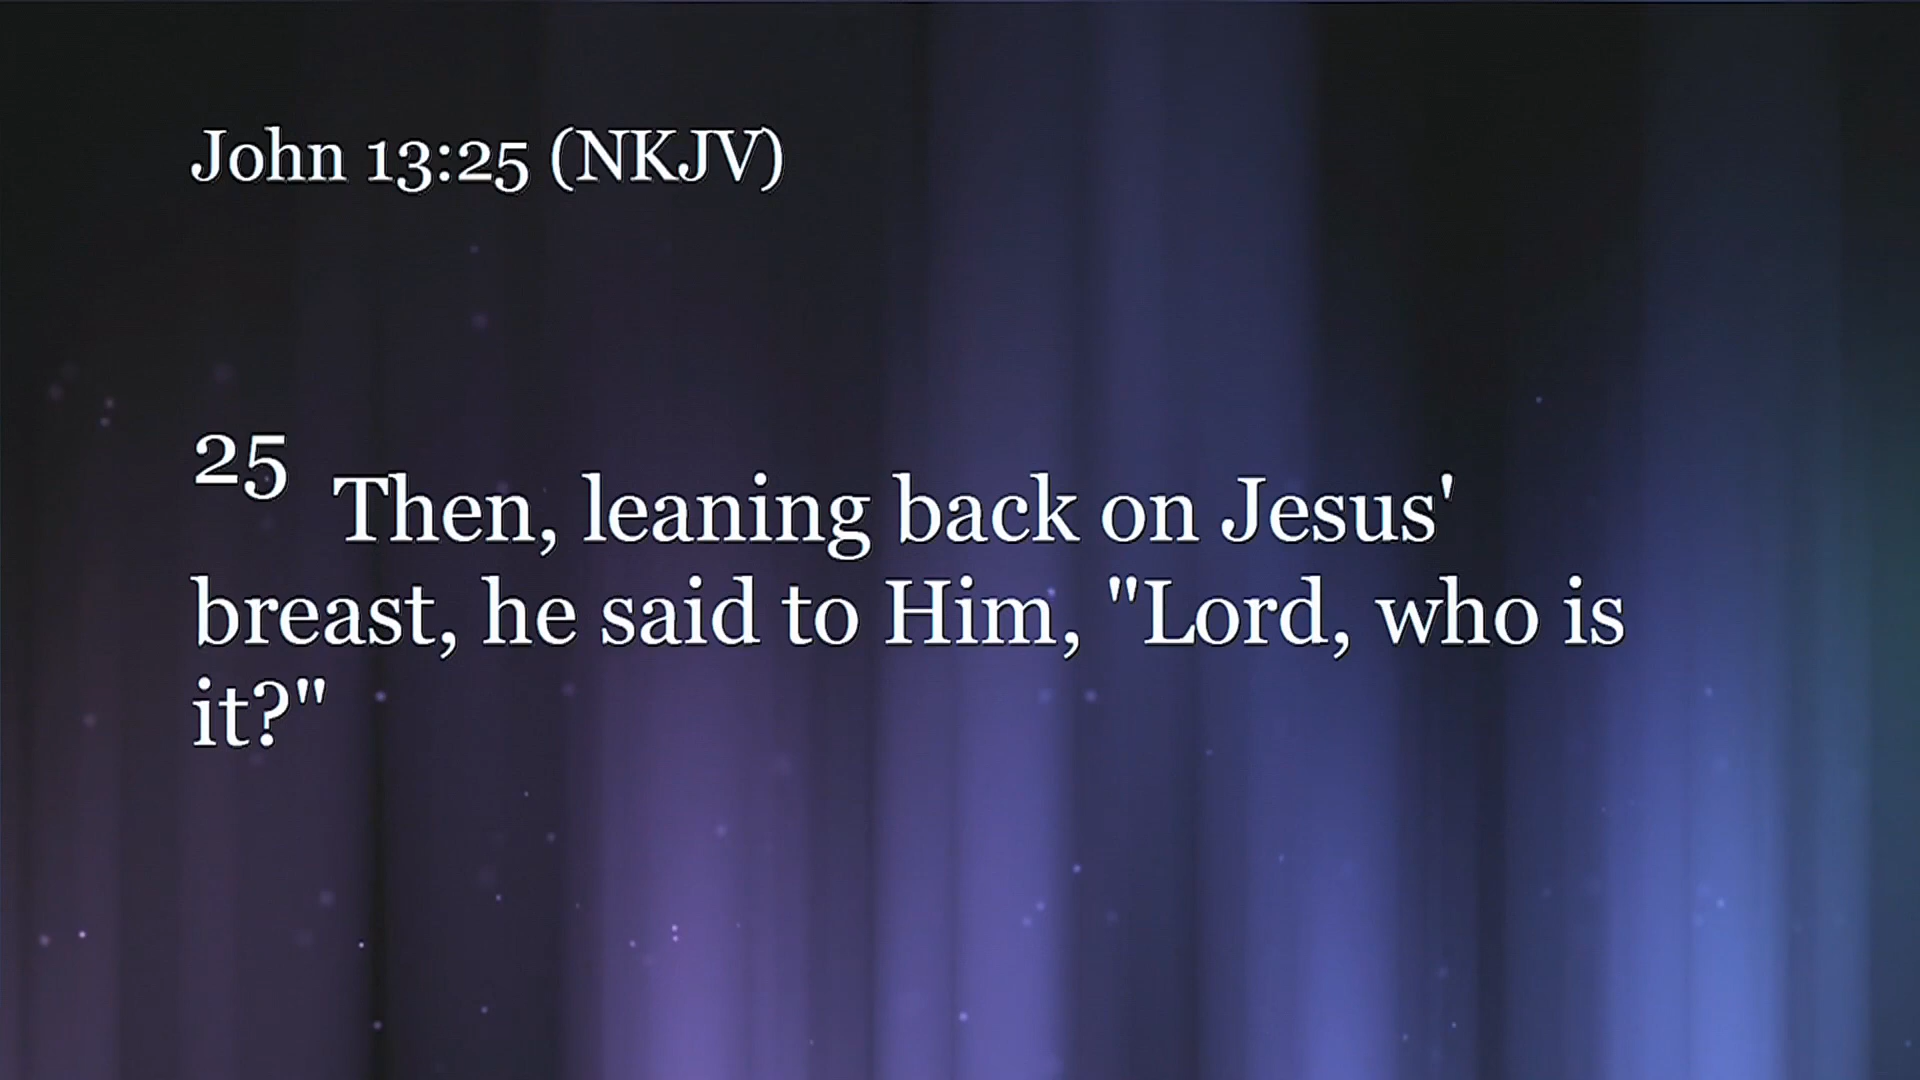 John 13:25 (NKJV)
25 Then, leaning back on Jesus'
breast, he said to Him, "Lord, who is
it?"